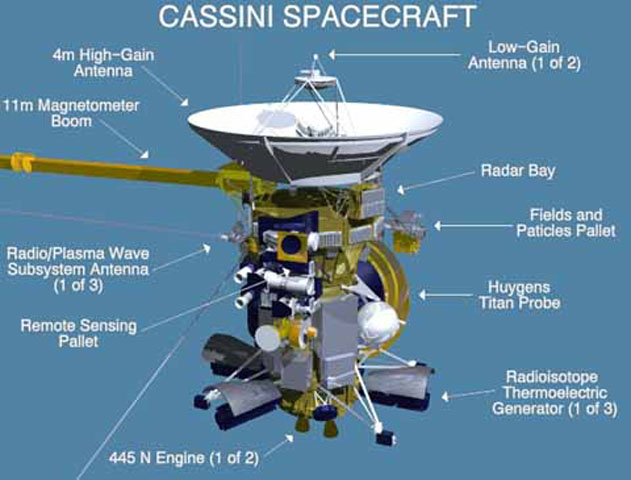 CASSINI SPACECRAFT
4m High-Gain
Antenna
Low-Gain
Antenna (1 of 2)
11m Magnetometer
Boom
Radar Bay
Fields and
Paticles Pallet
Radio/Plasma Wave
Subsystem Antenna
(1 of 3)
Huygens
Titan Probe
Remote Sensing
Pallet
Radioisotope
Thermoelectric
Generator (1 of 3)
445 N Engine (1 of 2)